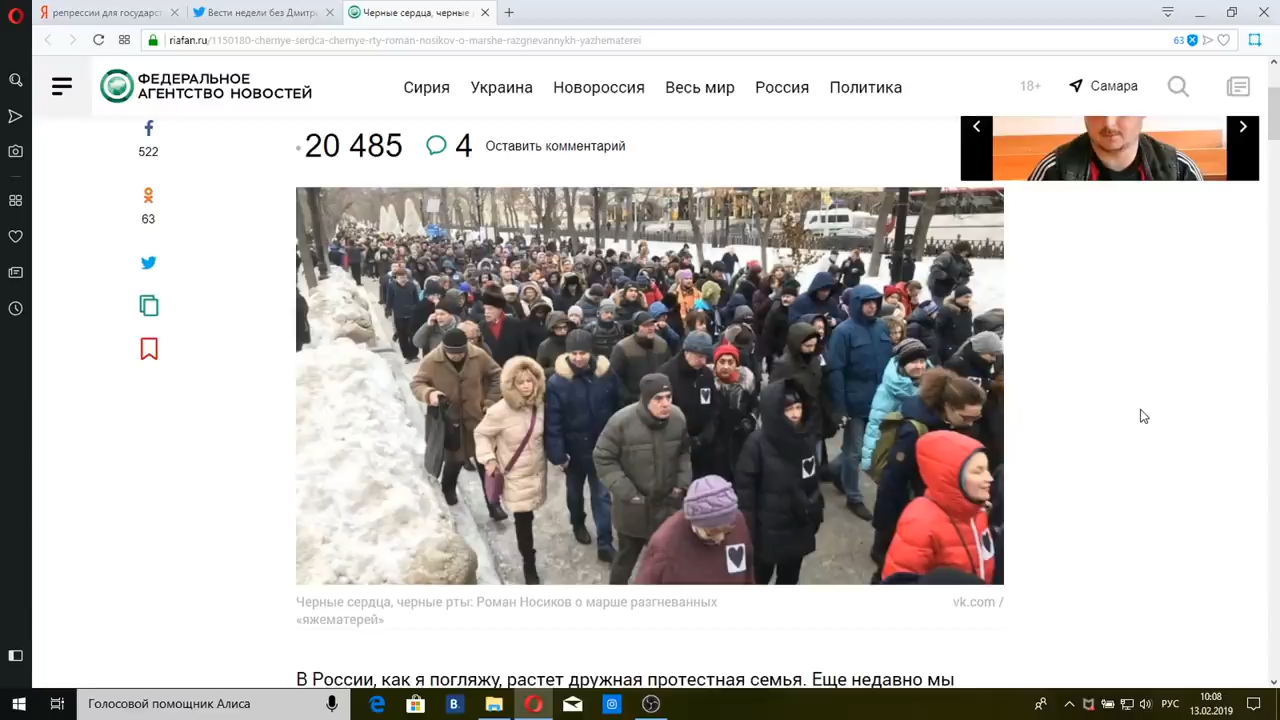 репрессии для государст
Вести недели без Дмитр
Черные сердца, черные
riafan.ru/1150180-chernye-serdca-chernye-rty-roman-nosikov-o-marshe-razgnevannykh-yazhematerei
63
ФЕДЕРАЛЬНОЕ
АГЕНТСТВО НОВОСТЕЙ
Сирия Украина Новороссия Весь мир Россия Политика
18+
Самара
522
63
20 485
4
Оставить комментарий
Черные сердца, черные рты: Роман Носиков о марше разгневанных
«яжематерей»
vk.com /
В России, как я погляжу, растет дружная протестная семья. Еще недавно мы
Голосовой помощник Алиса
РУС
10:08
13.02.2019